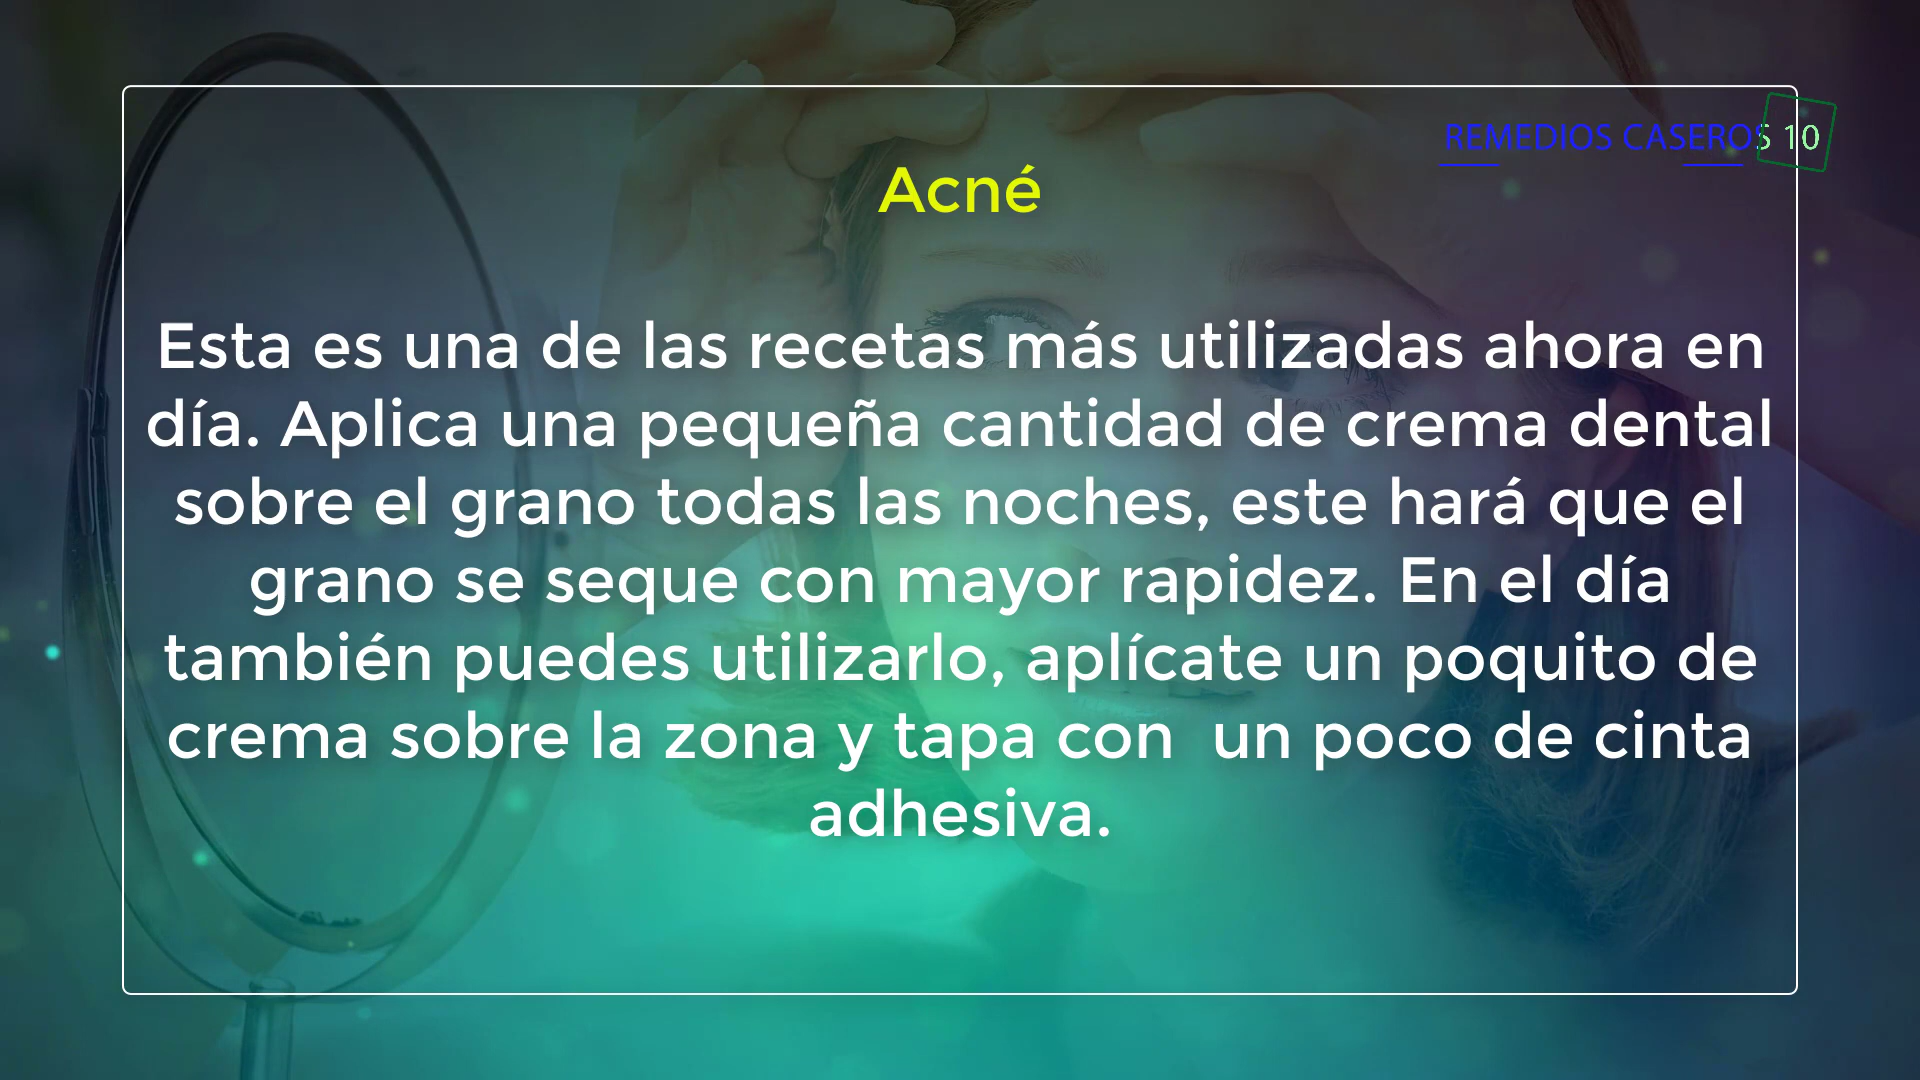 REMEDIOS CASEROS 10
Acné
Esta es una de las recetas más utilizadas ahora en
día. Aplica una pequeña cantidad de crema dental
sobre el grano todas las noches, este hará que el
grano se seque con mayor rapidez. En el día
también puedes utilizarlo, aplícate un poquito de
crema sobre la zona y tapa con  un poco de cinta
adhesiva.